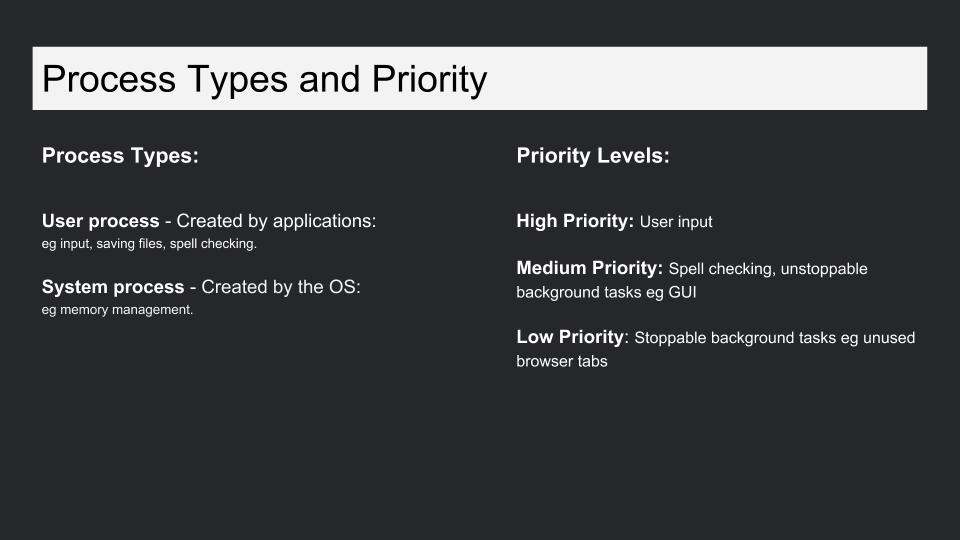 Process Types and Priority
Process Types:
User process - Created by applications:
eg input, saving files, spell checking.
System process - Created by the OS:
eg memory management.
Priority Levels:
High Priority: User input
Medium Priority: Spell checking, unstoppable
background tasks eg GUI
Low Priority: Stoppable background tasks eg unused
browser tabs